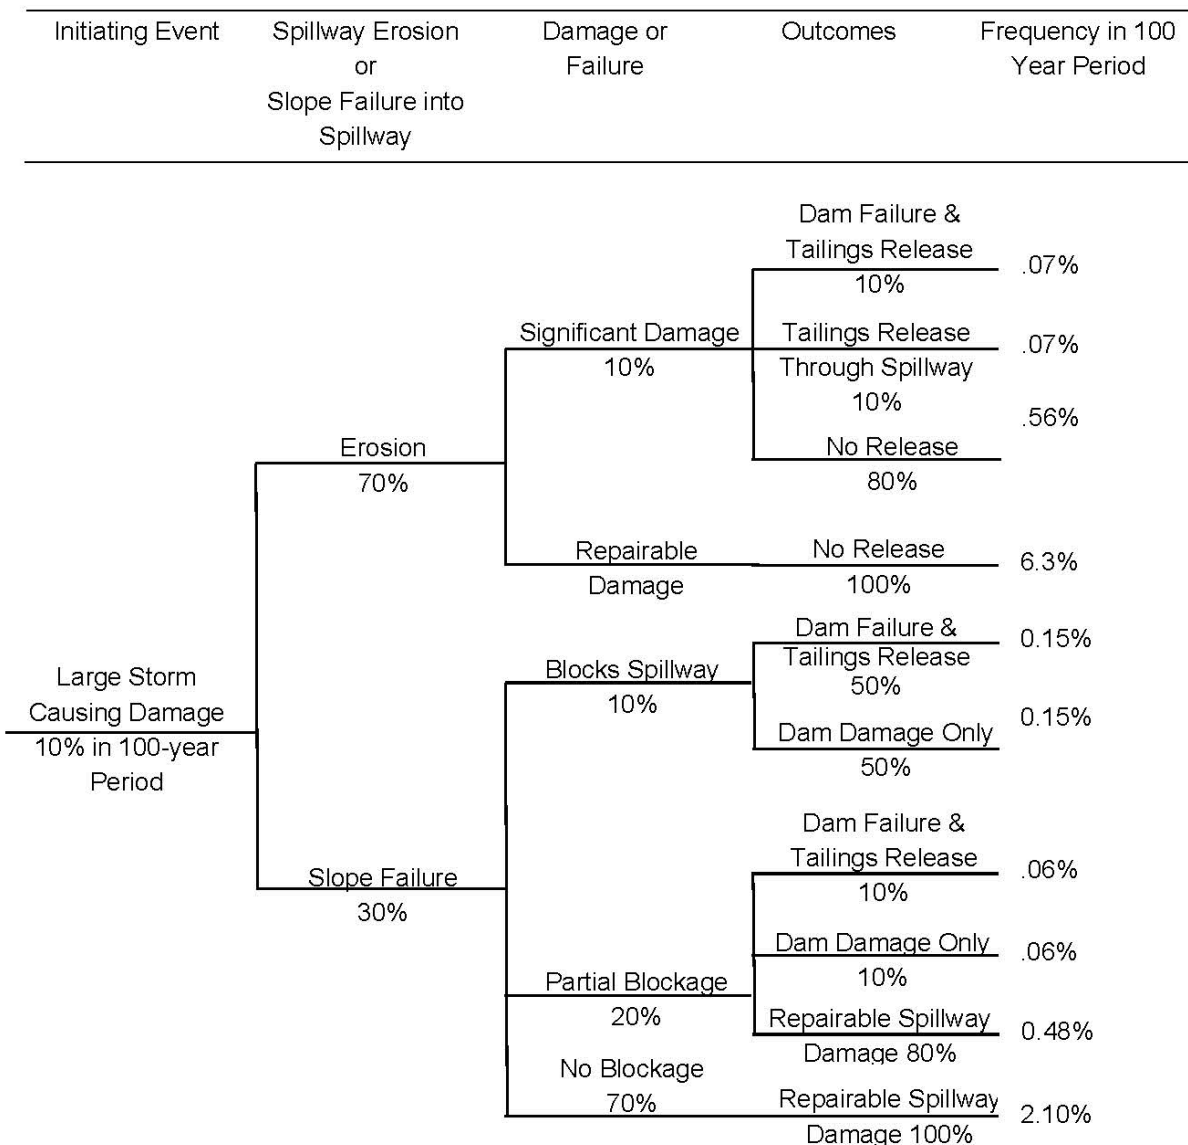 Initiating Event
Spillway Erosion
or
Slope Failure into
Spillway
Damage or
Failure
Outcomes
Frequency in 100
Year Period
Large Storm
Causing Damage
10% in 100-year
Period
Erosion
70%
Significant Damage
10%
Dam Failure &
Tailings Release
10%
.07%
Tailings Release
Through Spillway
10%
.07%
No Release
80%
.56%
Repairable
Damage
No Release
100%
6.3%
Slope Failure
30%
Blocks Spillway
10%
Dam Failure &
Tailings Release
50%
0.15%
Dam Damage Only
50%
0.15%
Partial Blockage
20%
Dam Failure &
Tailings Release
10%
.06%
Dam Damage Only
10%
.06%
Repairable Spillway
Damage 80%
0.48%
No Blockage
70%
Repairable Spillway
Damage 100%
2.10%